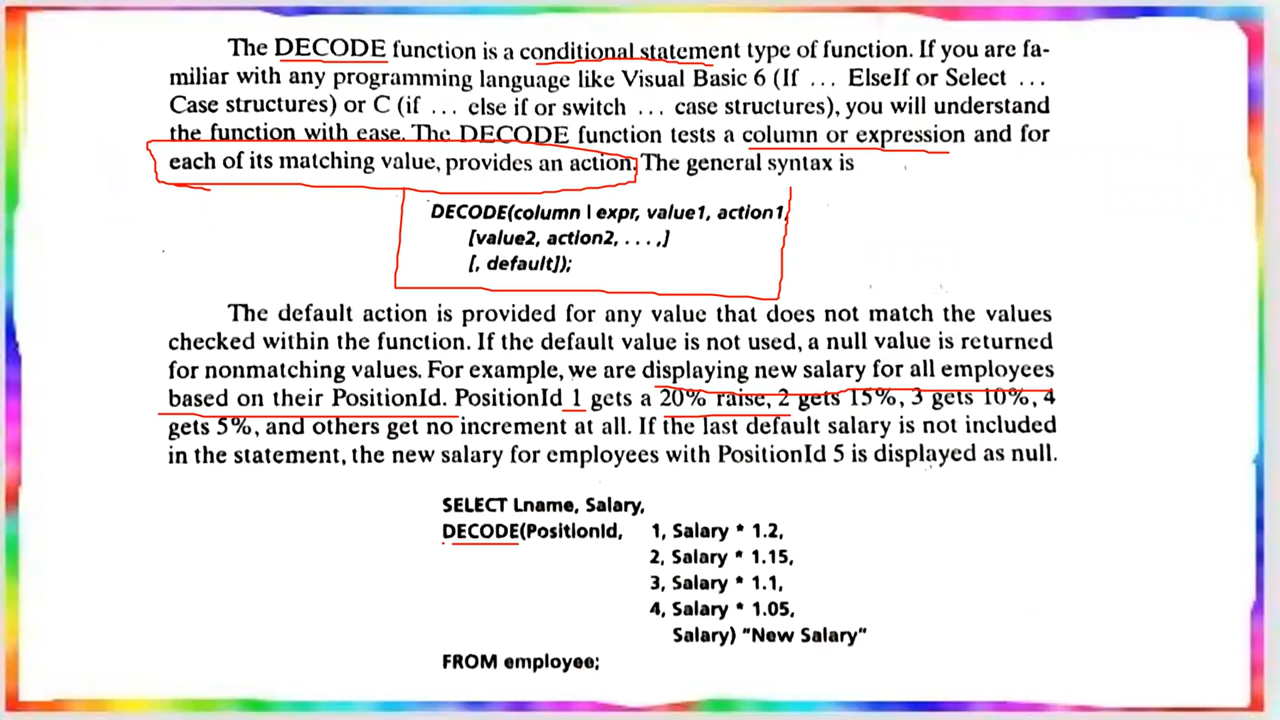 The DECODE function is a conditional statement type of function. If you are fa-
miliar with any programming language like Visual Basic 6 (If ... ElseIf or Select ...
Case structures) or C (if ... else if or switch ... case structures), you will understand
the function with ease. The DECODE function tests a column or expression and for
each of its matching value, provides an action. The general syntax is
DECODE(column | expr, value1, action1,
[value2, action2, . . . ,]
[, default]);
The default action is provided for any value that does not match the values
checked within the function. If the default value is not used, a null value is returned
for nonmatching values. For example, we are displaying new salary for all employees
based on their PositionId. PositionId 1 gets a 20% raise, 2 gets 15%, 3 gets 10%, 4
gets 5%, and others get no increment at all. If the last default salary is not included
in the statement, the new salary for employees with PositionId 5 is displayed as null.
SELECT Lname, Salary,
DECODE(PositionId, 1, Salary * 1.2,
2, Salary * 1.15,
3, Salary * 1.1,
4, Salary * 1.05,
Salary) "New Salary"
FROM employee;